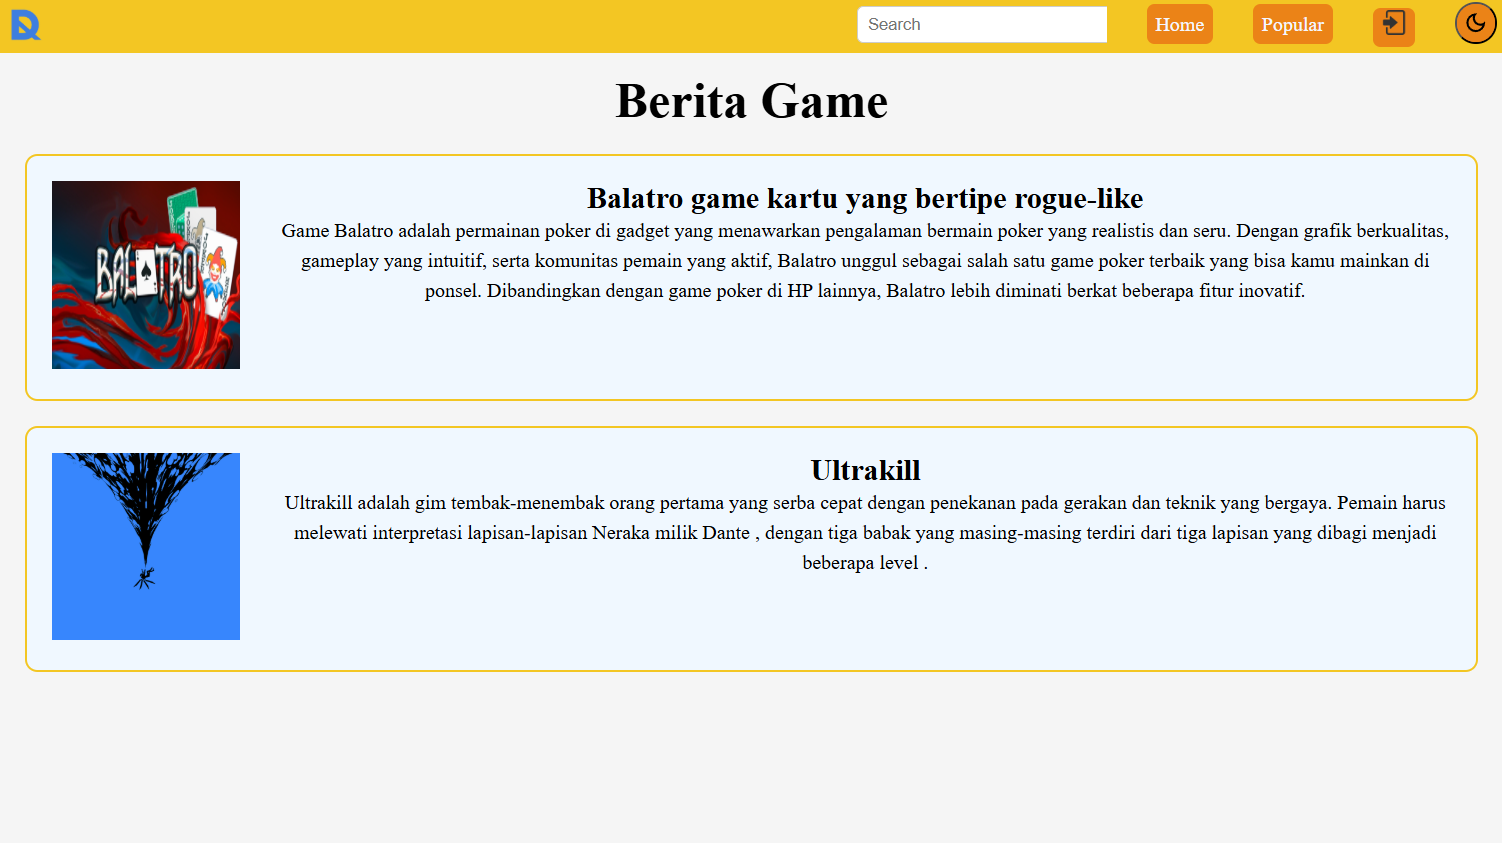 Search
Home
Popular
Berita Game
BALATRO
Balatro game kartu yang bertipe rogue-like
Game Balatro adalah permainan poker di gadget yang menawarkan pengalaman bermain poker yang realistis dan seru. Dengan grafik berkualitas,
gameplay yang intuitif, serta komunitas pemain yang aktif, Balatro unggul sebagai salah satu game poker terbaik yang bisa kamu mainkan di
ponsel. Dibandingkan dengan game poker di HP lainnya, Balatro lebih diminati berkat beberapa fitur inovatif.
Ultrakill
Ultrakill adalah gim tembak-menembak orang pertama yang serba cepat dengan penekanan pada gerakan dan teknik yang bergaya. Pemain harus
melewati interpretasi lapisan-lapisan Neraka milik Dante , dengan tiga babak yang masing-masing terdiri dari tiga lapisan yang dibagi menjadi
beberapa level .